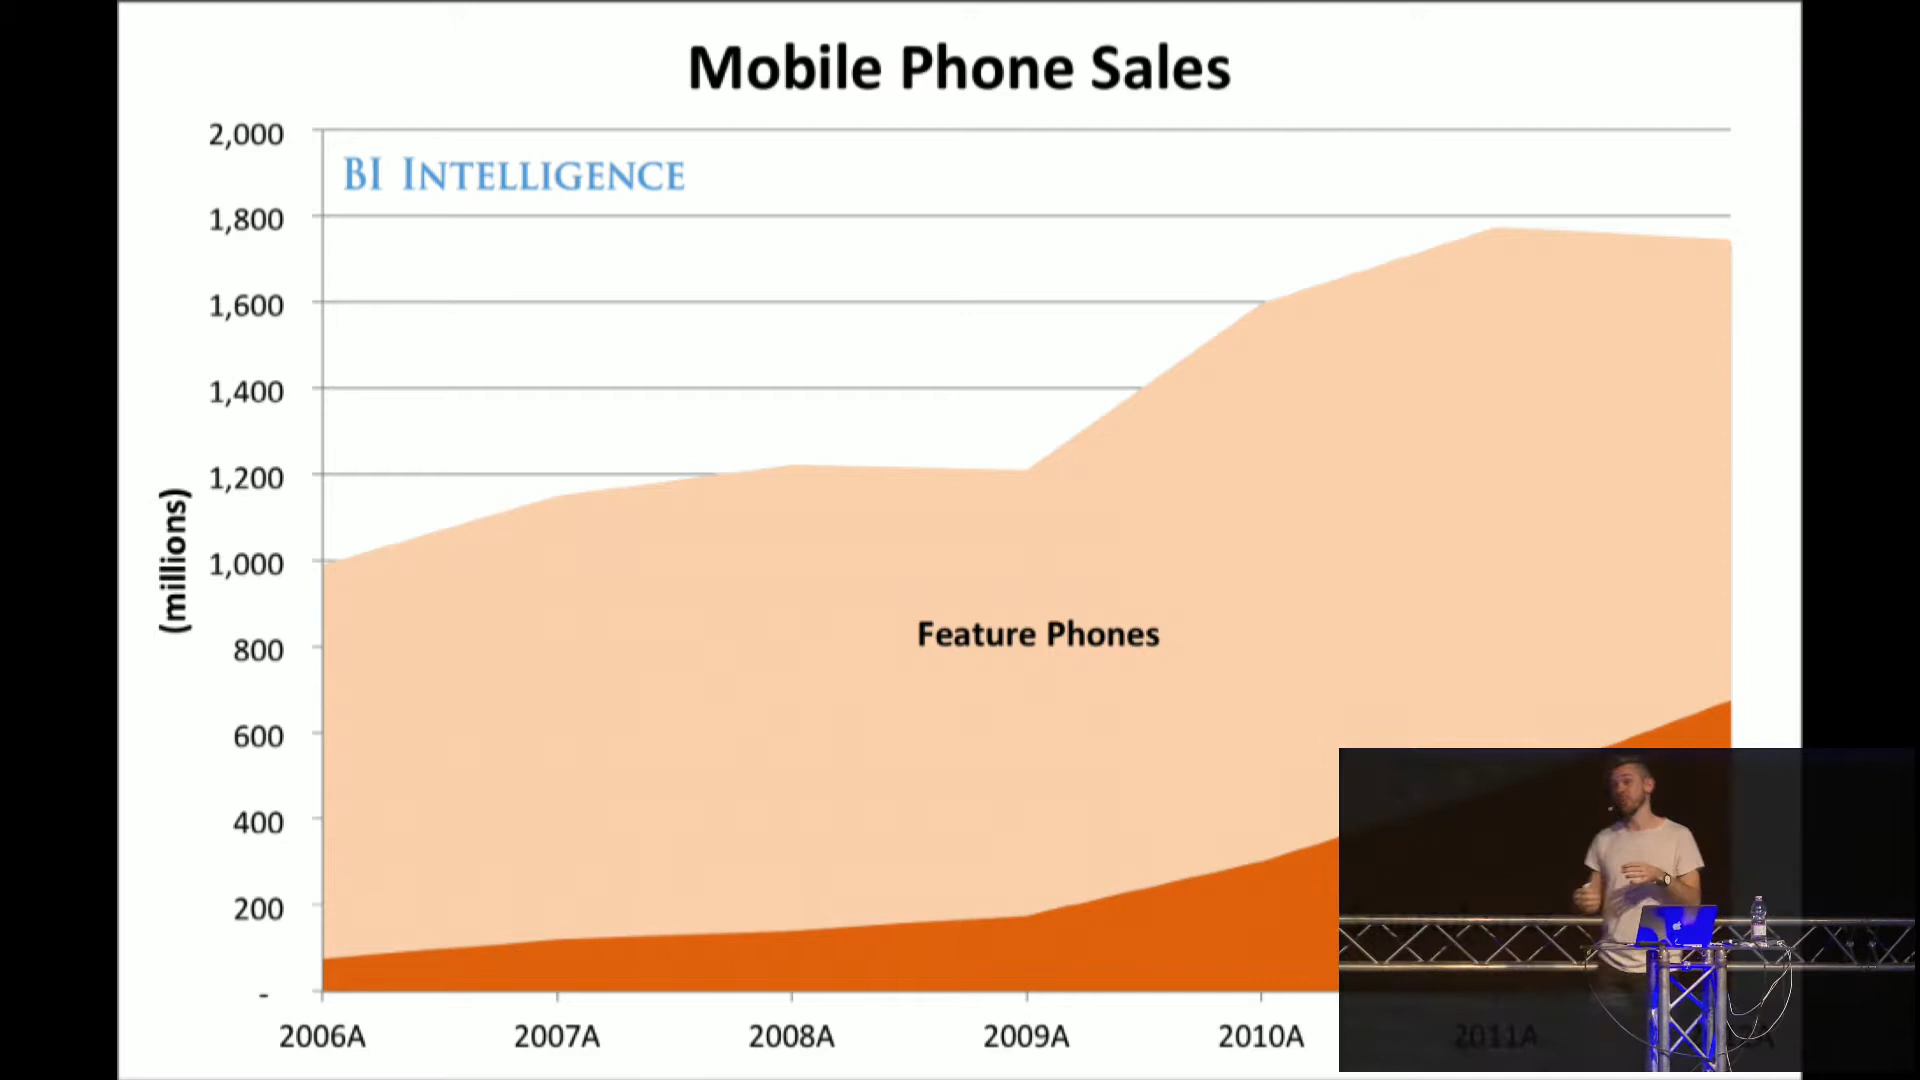 Mobile Phone Sales
BI INTELLIGENCE
2,000
1,800
1,600
1,400
1,200
1,000
800
600
400
200
-
(millions)
Feature Phones
2006A
2007A
2008A
2009A
2010A
2011A